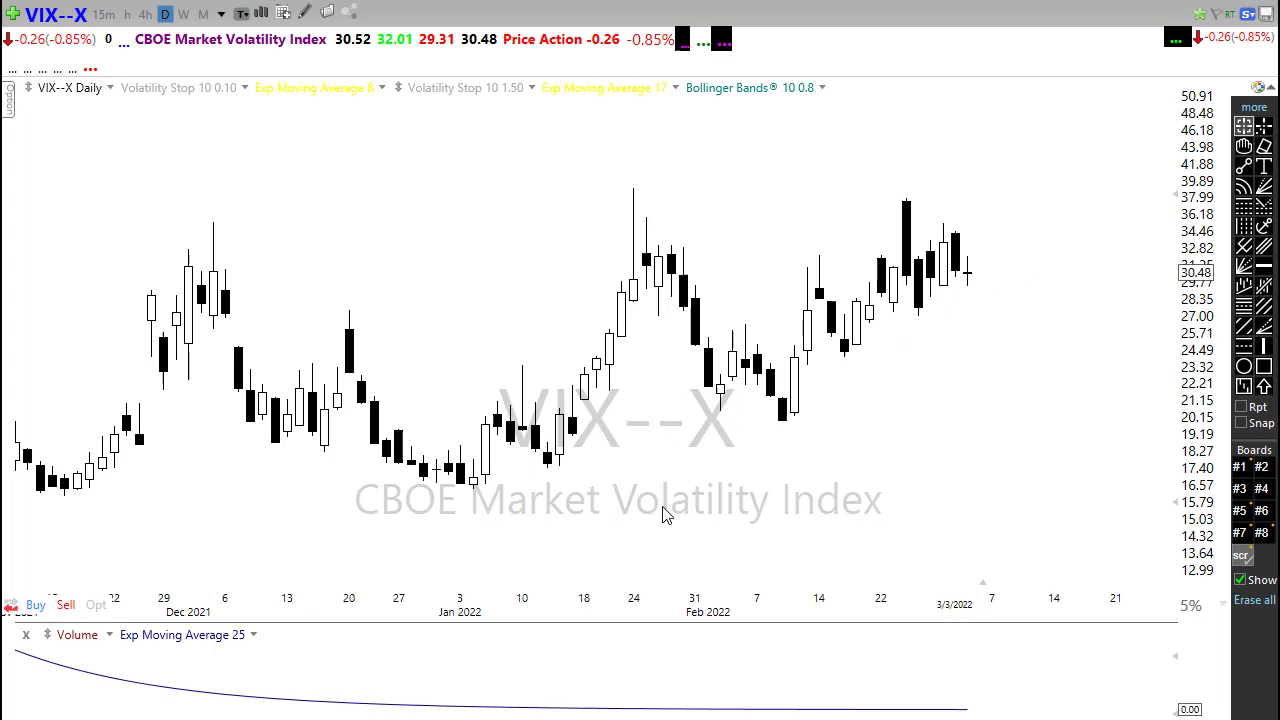 VIX--X 15m h 4h D W M T RT S
-0.26(-0.85%) 0 ... CBOE Market Volatility Index 30.52 32.01 29.31 30.48 Price Action -0.26 -0.85% ... ... ... ... -0.26(-0.85%)
... ... ... ... ... ...
Option
VIX--X Daily Volatility Stop 10 0.10 Exp Moving Average 8 Volatility Stop 10 1.50 Exp Moving Average 17 Bollinger Bands® 10 0.8
50.91
48.48
46.18
43.98
41.88
39.89
37.99
36.18
34.46
32.82
30.48
29.77
28.35
27.00
25.71
24.49
23.32
22.21
21.15
20.15
19.19
18.27
17.40
16.57
15.79
15.03
14.32
13.64
12.99
more
T
Rpt
Snap
Boards
#1 #2
#3 #4
#5 #6
#7 #8
scr
Show
Erase all
VIX--X
CBOE Market Volatility Index
29 6 13 20 27 3 10 18 24 31 7 14 22 3/3/2022 7 14 21
Dec 2021 Jan 2022 Feb 2022
Buy Sell Opt
5%
x Volume Exp Moving Average 25
0.00